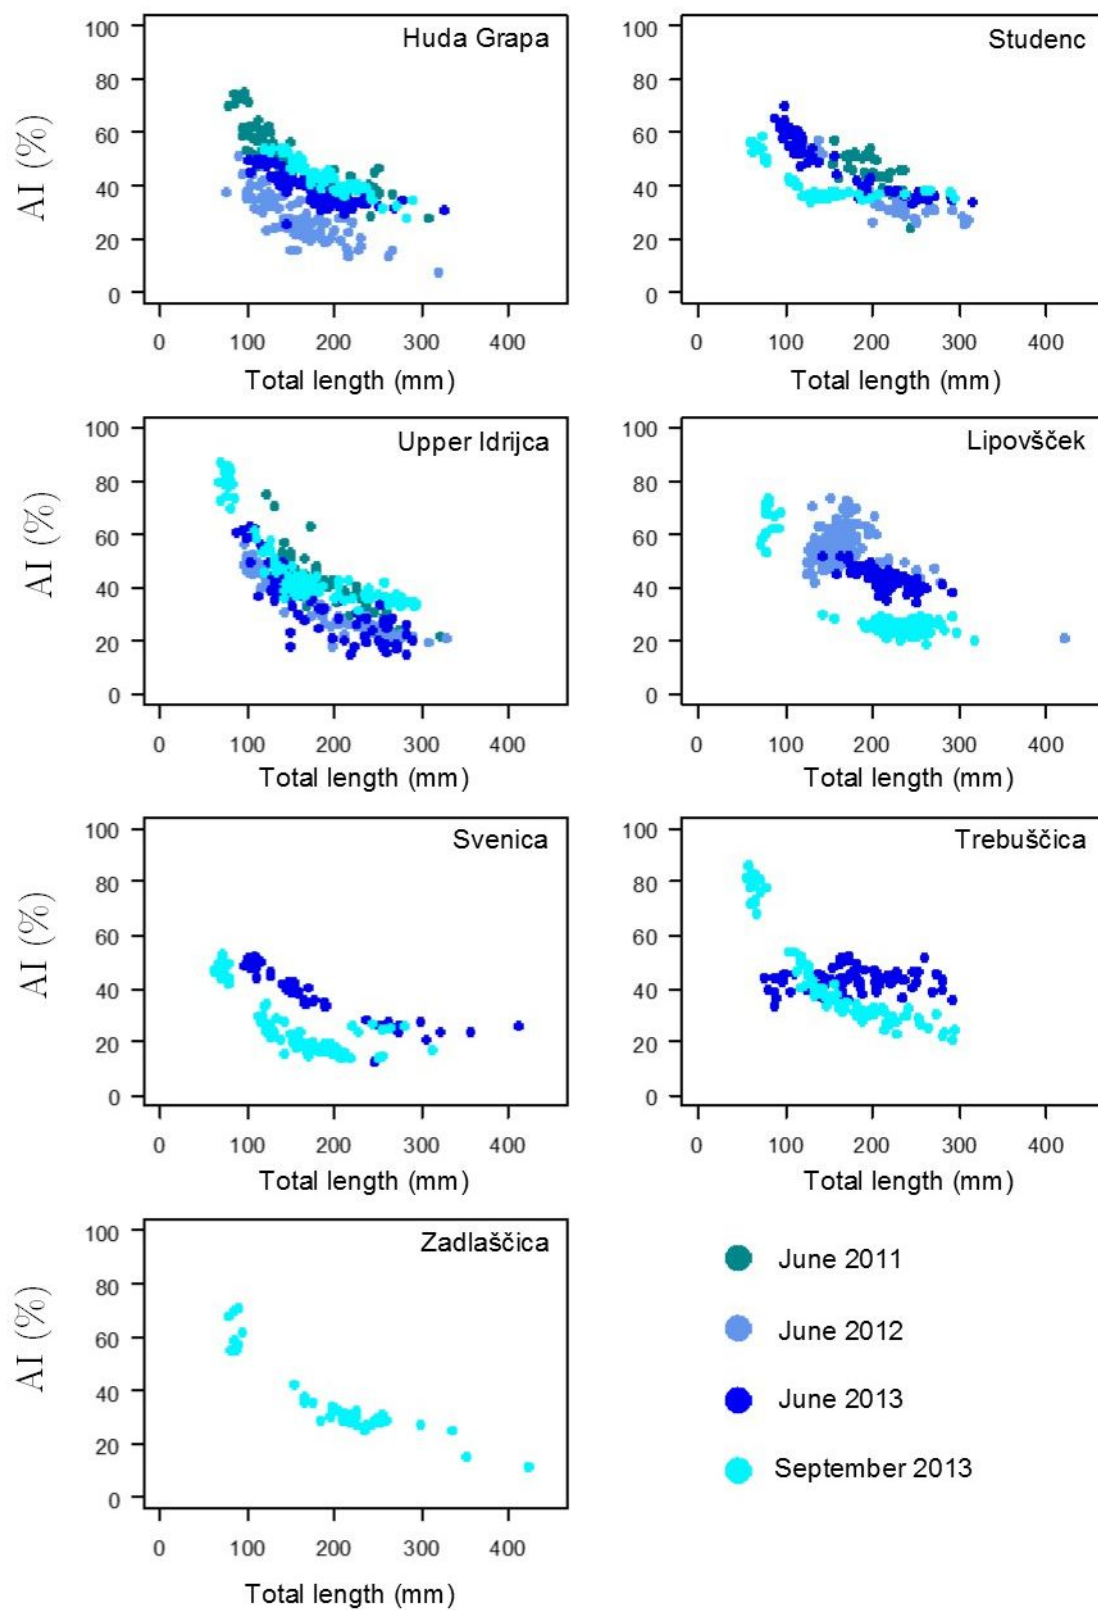 Huda Grapa
AI (%)
100
80
60
40
20
0
0 100 200 300 400
Total length (mm)
Studenc
100
80
60
40
20
0
0 100 200 300 400
Total length (mm)
Upper Idrijca
AI (%)
100
80
60
40
20
0
0 100 200 300 400
Total length (mm)
Lipovšček
100
80
60
40
20
0
0 100 200 300 400
Total length (mm)
Svenica
AI (%)
100
80
60
40
20
0
0 100 200 300 400
Total length (mm)
Trebuščica
100
80
60
40
20
0
0 100 200 300 400
Total length (mm)
Zadlaščica
AI (%)
100
80
60
40
20
0
0 100 200 300 400
Total length (mm)
June 2011
June 2012
June 2013
September 2013